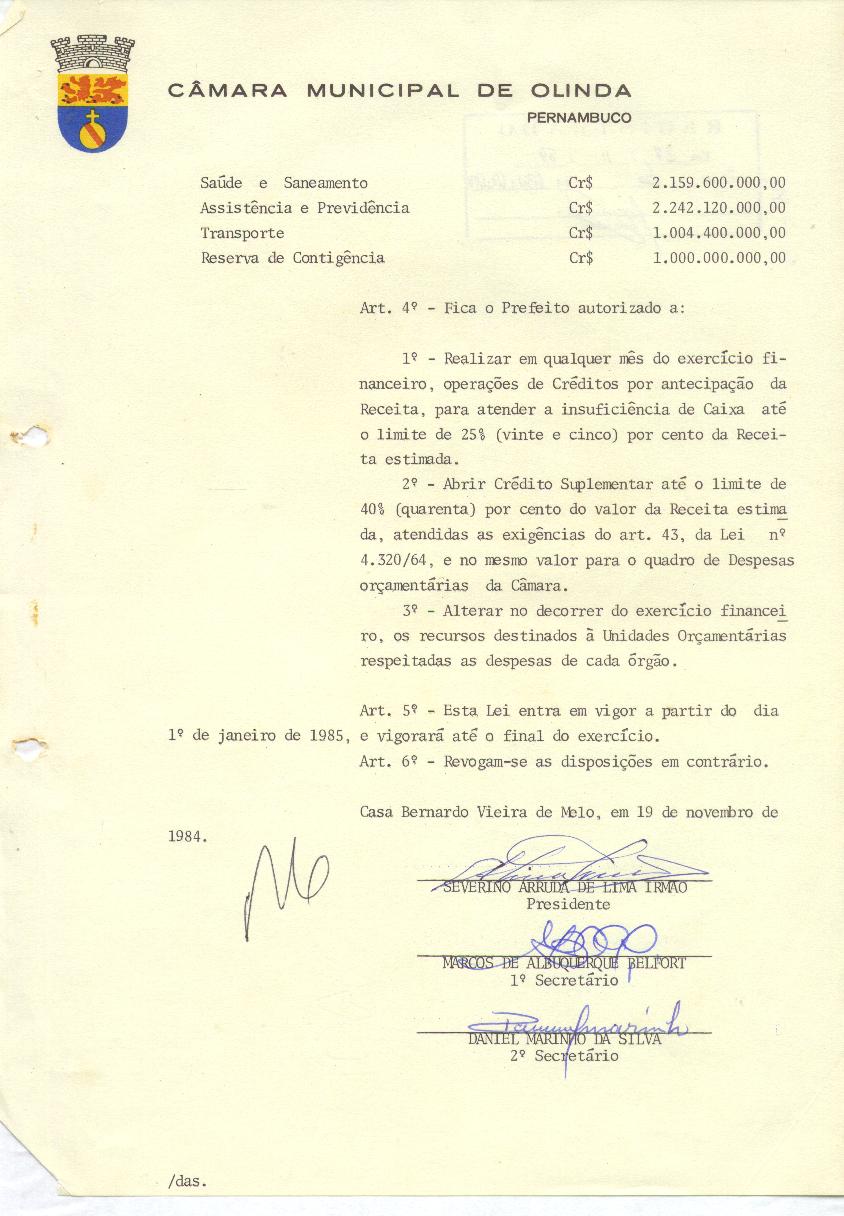 CÂMARA MUNICIPAL DE OLINDA
PERNAMBUCO
Saúde e Saneamento Cr$ 2.159.600.000,00
Assistência e Previdência Cr$ 2.242.120.000,00
Transporte Cr$ 1.004.400.000,00
Reserva de Contigência Cr$ 1.000.000.000,00
Art. 4º - Fica o Prefeito autorizado a:
1º - Realizar em qualquer mês do exercício fi-
nanceiro, operações de Créditos por antecipação da
Receita, para atender a insuficiência de Caixa até
o limite de 25% (vinte e cinco) por cento da Recei-
ta estimada.
2º - Abrir Crédito Suplementar até o limite de
40% (quarenta) por cento do valor da Receita estima
da, atendidas as exigências do art. 43, da Lei nº
4.320/64, e no mesmo valor para o quadro de Despesas
orçamentárias da Câmara.
3º - Alterar no decorrer do exercício financei
ro, os recursos destinados à Unidades Orçamentárias
respeitadas as despesas de cada órgão.
Art. 5º - Esta Lei entra em vigor a partir do dia
1º de janeiro de 1985, e vigorará até o final do exercício.
Art. 6º - Revogam-se as disposições em contrário.
Casa Bernardo Vieira de Melo, em 19 de novembro de
1984.
SEVERINO ARRUDA DE LIMA IRMÃO
Presidente
MARCOS DE ALBUQUERQUE BELFORT
1º Secretário
DANIEL MARINHO DA SILVA
2º Secretário
/das.